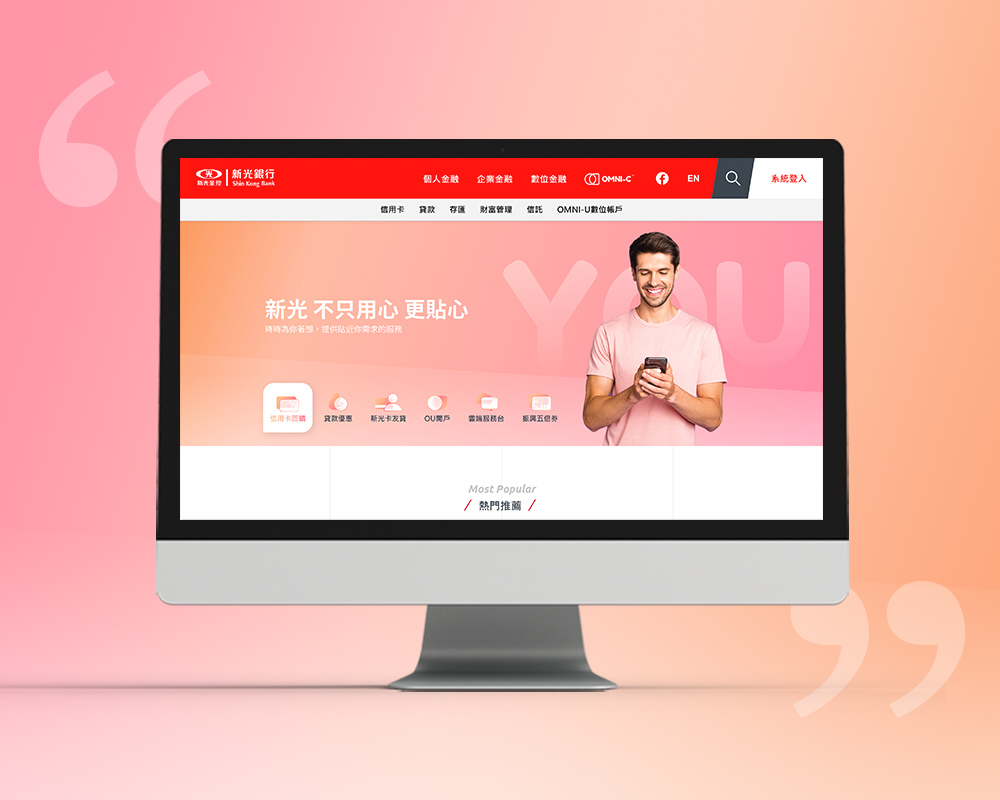 新光金控
新光銀行
Shin Kong Bank
個人金融 企業金融 數位金融 OMNI-C EN 系統登入
信用卡 貸款 存匯 財富管理 信託 OMNI-U數位帳戶
YOU
新光 不只用心 更貼心
時時為你著想，提供貼近你需求的服務
信用卡回饋 貸款優惠 新光卡友貸 OU開戶 雲端服務台 振興五倍券
Most Popular
熱門推薦